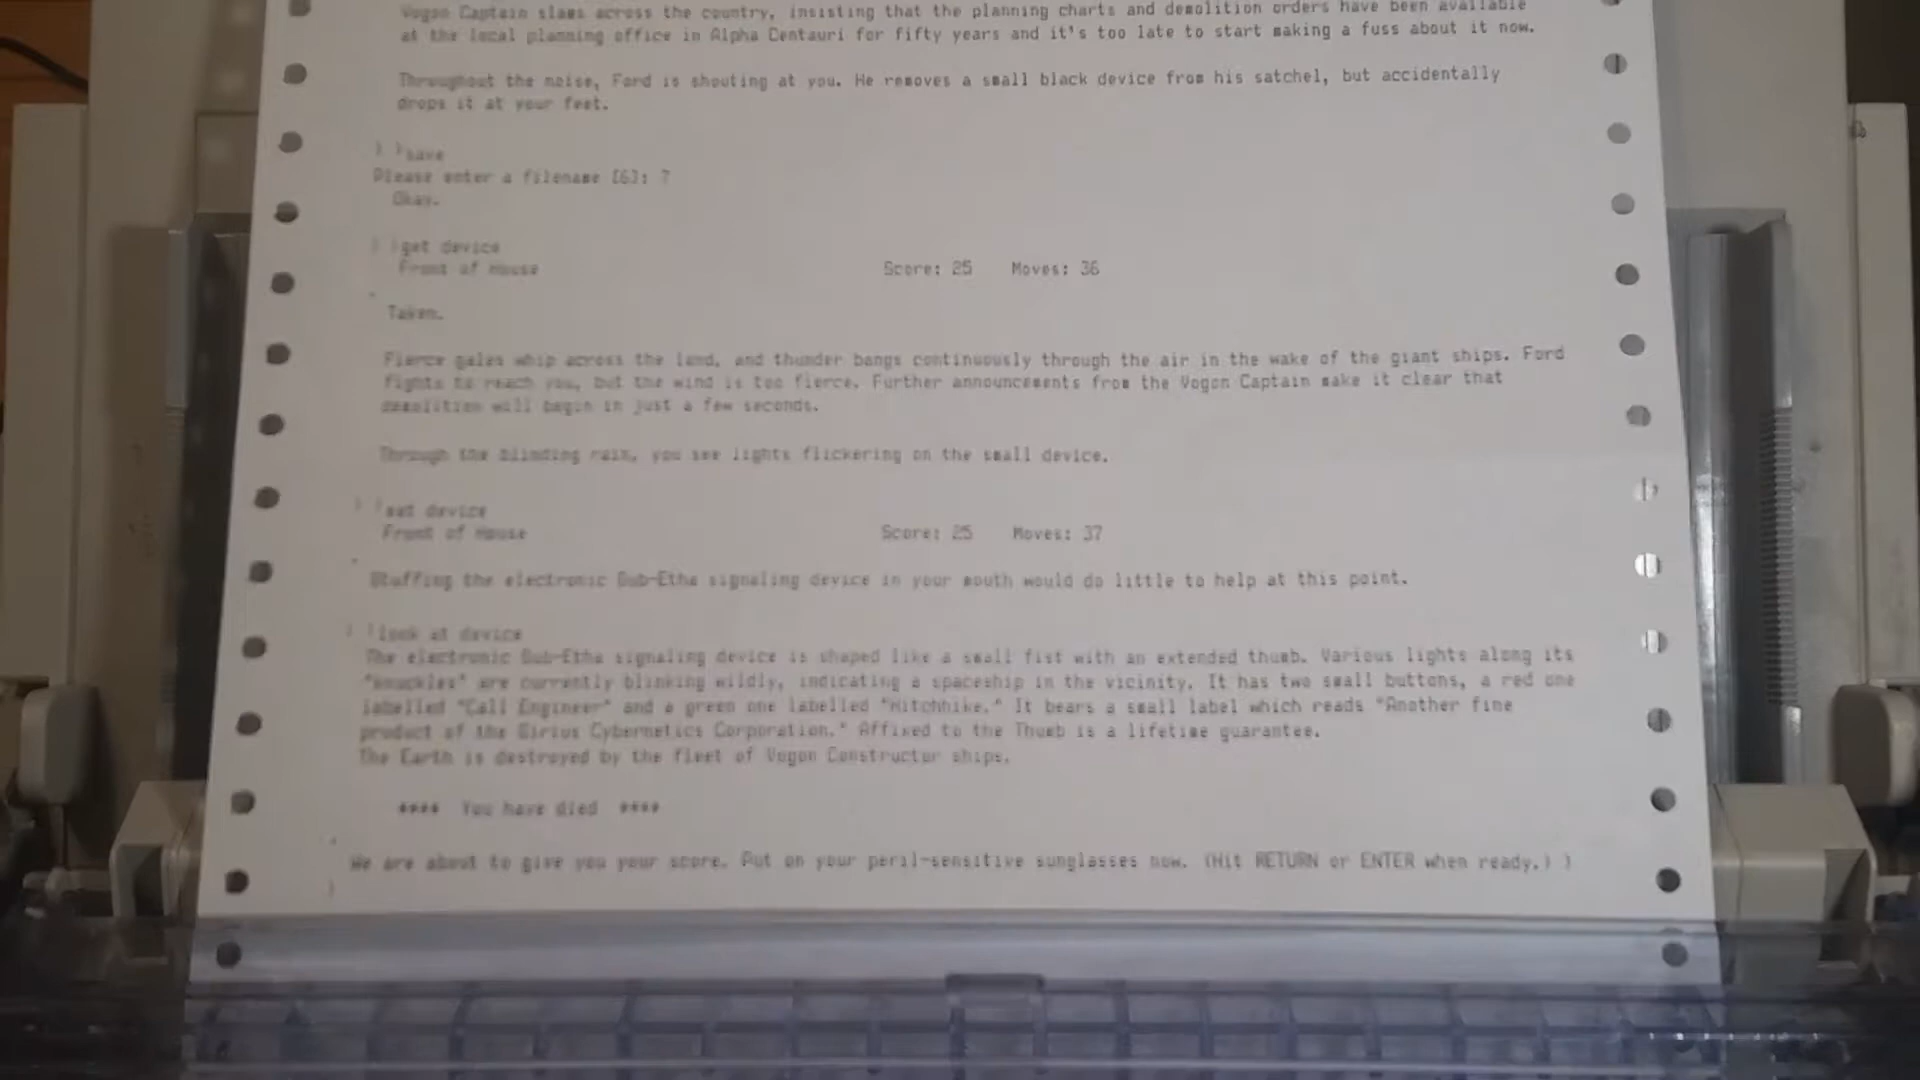 Vogon Captain slams across the country, insisting that the planning charts and demolition orders have been available
at the local planning office in Alpha Centauri for fifty years and it's too late to start making a fuss about it now.
Throughout the noise, Ford is shouting at you. He removes a small black device from his satchel, but accidentally
drops it at your feet.
> >save
Please enter a filename [6]: ?
Okay.
> >get device
Front of House Score: 25 Moves: 36
Taken.
Fierce gales whip across the land, and thunder bangs continuously through the air in the wake of the giant ships. Ford
fights to reach you, but the wind is too fierce. Further announcements from the Vogon Captain make it clear that
demolition will begin in just a few seconds.
Through the blinding rain, you see lights flickering on the small device.
> >eat device
Front of House Score: 25 Moves: 37
Stuffing the electronic Sub-Etha signaling device in your mouth would do little to help at this point.
> >look at device
The electronic Sub-Etha signaling device is shaped like a small fist with an extended thumb. Various lights along its
"knuckles" are currently blinking wildly, indicating a spaceship in the vicinity. It has two small buttons, a red one
labelled "Call Engineer" and a green one labelled "Hitchhike." It bears a small label which reads "Another fine
product of the Sirius Cybernetics Corporation." Affixed to the Thumb is a lifetime guarantee.
The Earth is destroyed by the fleet of Vogon Constructor ships.
**** You have died ****
We are about to give you your score. Put on your peril-sensitive sunglasses now. (Hit RETURN or ENTER when ready.) >
>